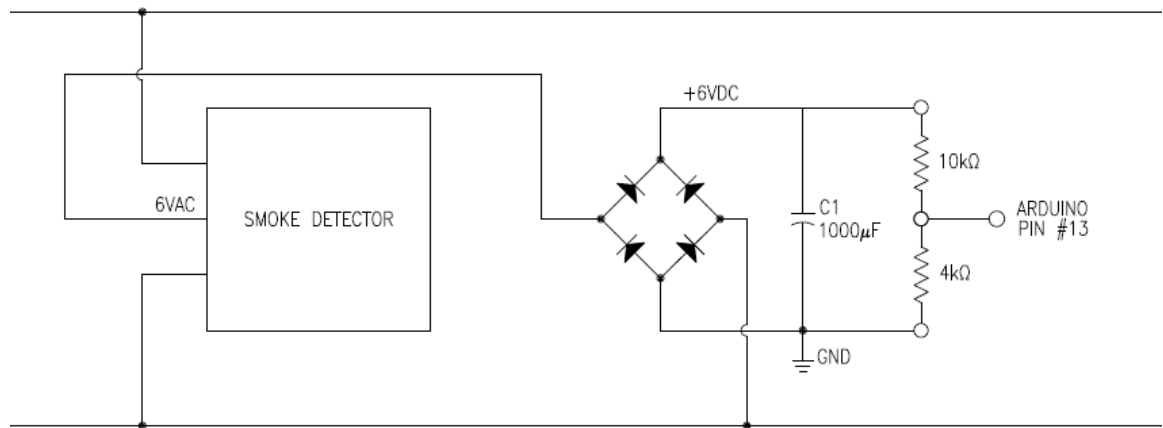 +6VDC
10kΩ
6VAC
SMOKE DETECTOR
C1
1000µF
ARDUINO
PIN #13
4kΩ
GND